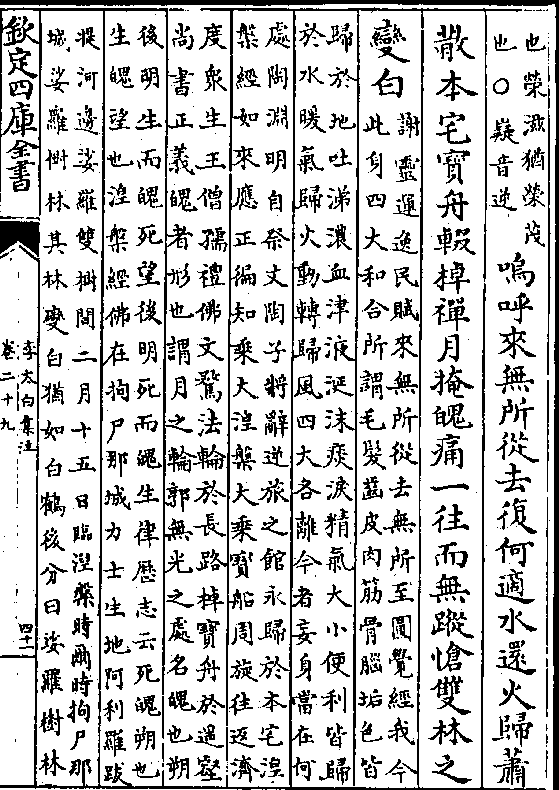 也榮滋猶榮茂
也○嶷音逆
嗚呼來無所從去復何適水還火歸蕭
散本宅寶舟輟棹禪月掩魄痛一往而無蹤愴雙林之
變白
謝靈運逸民賦來無所從去無所至圓覺經我今
此身四大和合所謂毛髮齒皮肉筋骨腦垢色皆
歸於地吐涕濃血津液涎沫痰淚精氣大小便利皆歸
於水暖氣歸火動轉歸風四大各離今者妄身當在何
處陶淵明自祭文陶子將辭逆旅之館永歸於本宅湼
槃經如來應正徧知乘大湼槃大乘寶船周旋往返濟
度衆生王僧孺禮佛文驚法輪於長路棹寶舟於過壑
尚書正義魄者形也謂月之輪郭無光之處名魄也朔
後明生而魄死望後明死而魄生律歷志云死魄朔也
生魄望也湼槃經佛在拘尸那城力士生地阿利羅跋
提河邊娑羅雙樹間二月十五日臨湼槃時爾時拘尸那
城娑羅樹林其林變白猶如白鶴後分曰娑羅樹林
欽定四庫全書
李太白集注
卷二十九
四十一